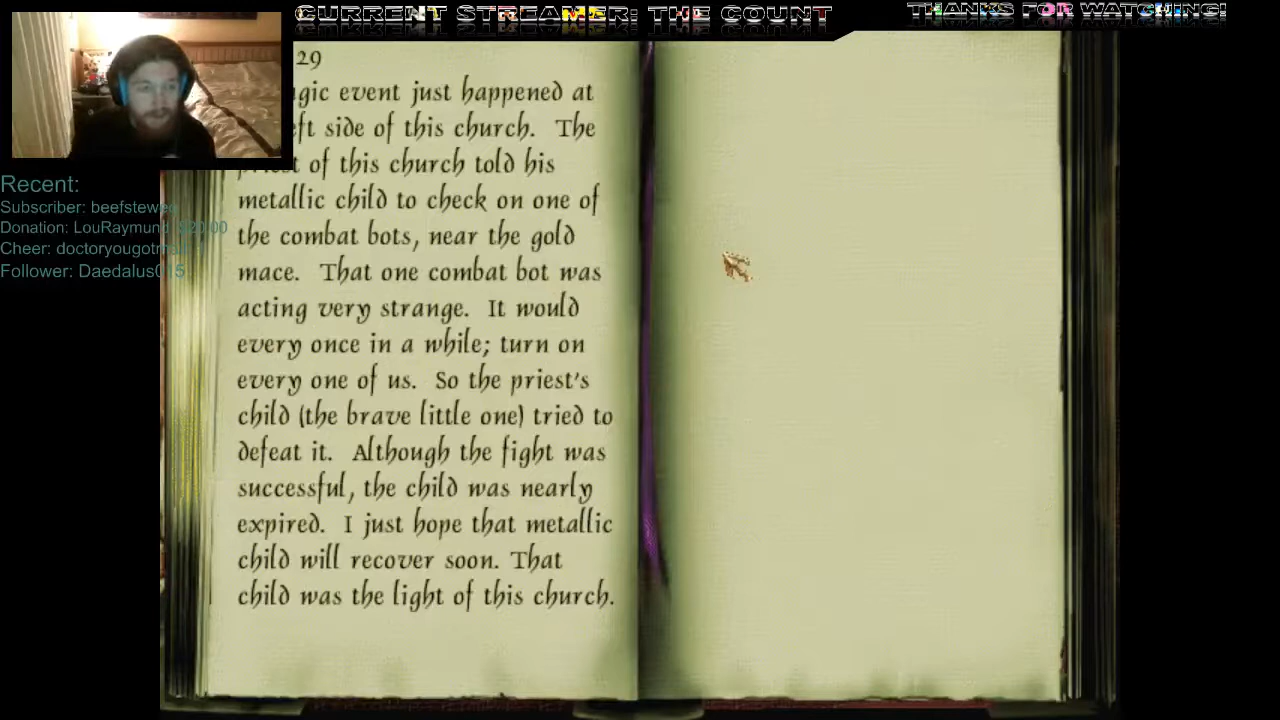 CURRENT STREAMER: THE COUNT
THANKS FOR WATCHING!
29
event just happened at
side of this church. The
of this church told his
metallic child to check on one of
the combat bots, near the gold
mace. That one combat bot was
acting very strange. It would
every once in a while; turn on
every one of us. So the priest's
child (the brave little one) tried to
defeat it. Although the fight was
successful, the child was nearly
expired. I just hope that metallic
child will recover soon. That
child was the light of this church.
Recent:
Subscriber:
Donation: LouRaymund
Cheer:
Follower: